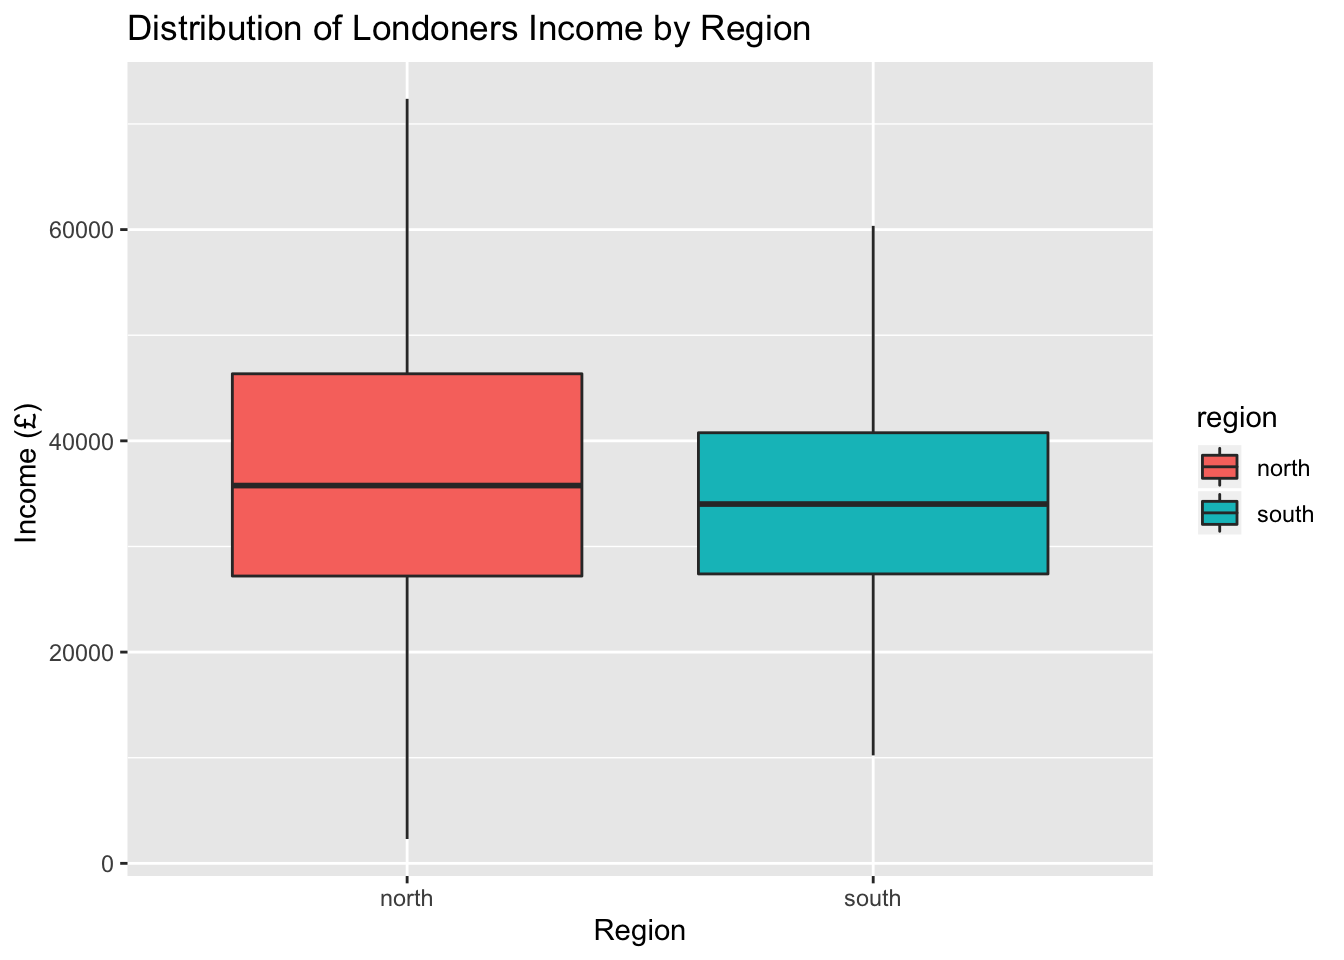 Distribution of Londoners Income by Region
Income (£)
60000
40000
20000
0
north
south
Region
region
north
south